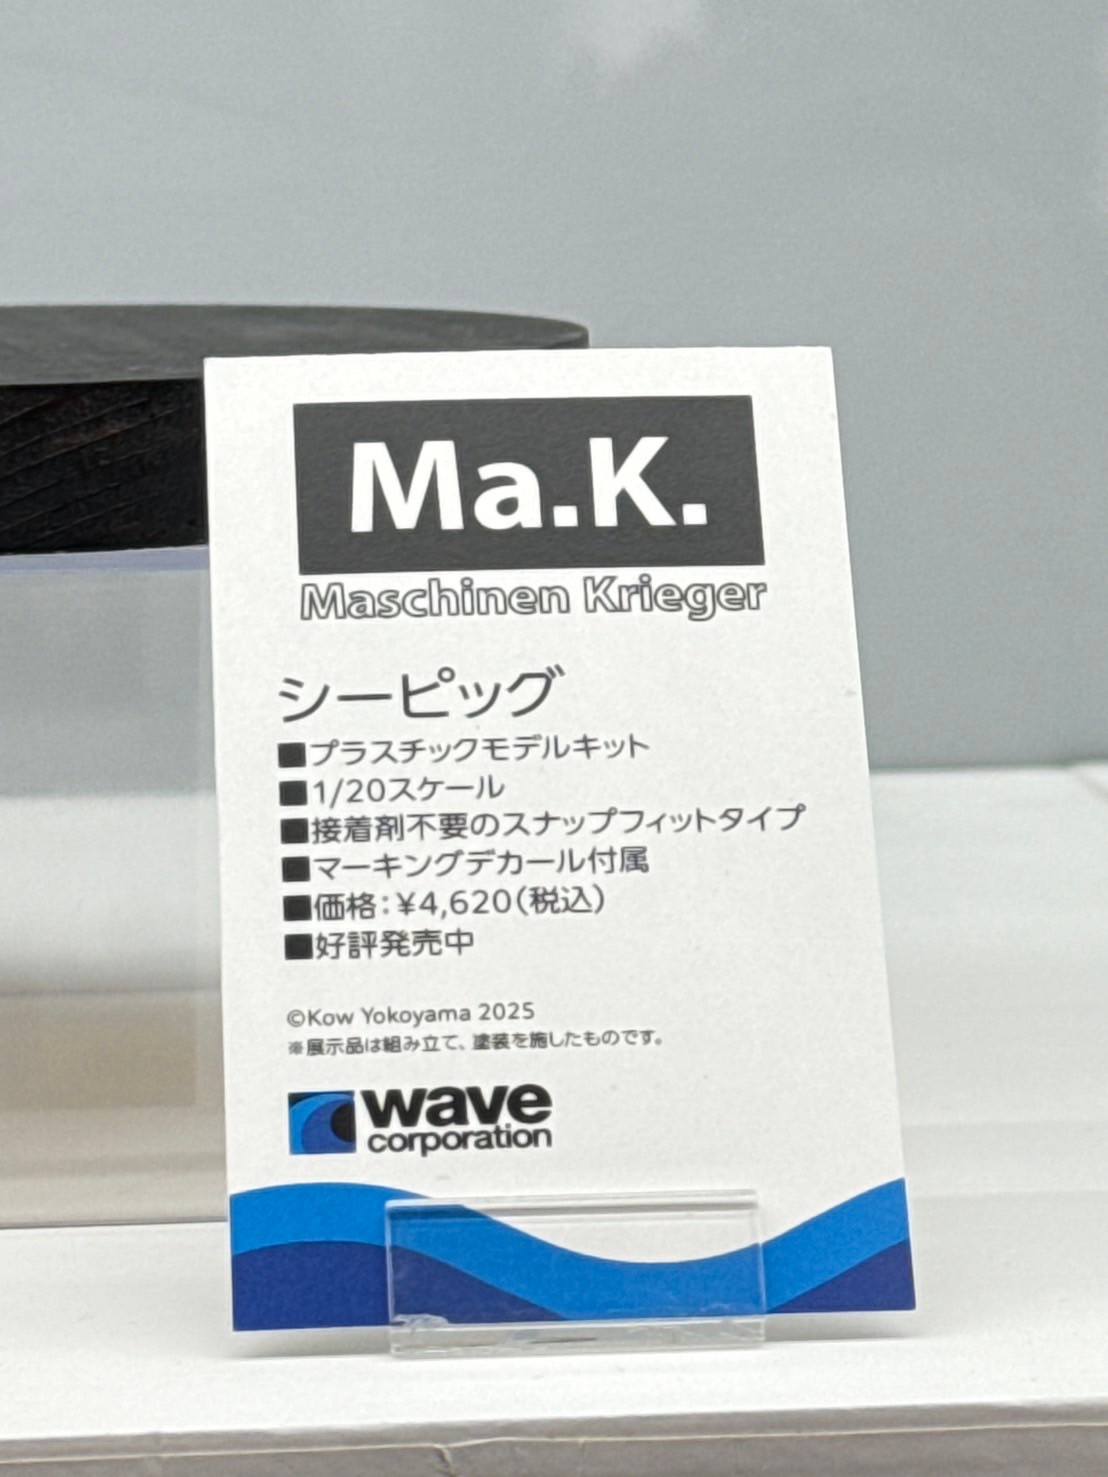 Ma.K.
Maschinen Krieger
シーピッグ
■プラスチックモデルキット
■1/20スケール
■接着剤不要のスナップフィットタイプ
■マーキングデカール付属
■価格:¥4,620(税込)
■好評発売中
©Kow Yokoyama 2025
※展示品は組み立て、塗装を施したものです。
wave
corporation